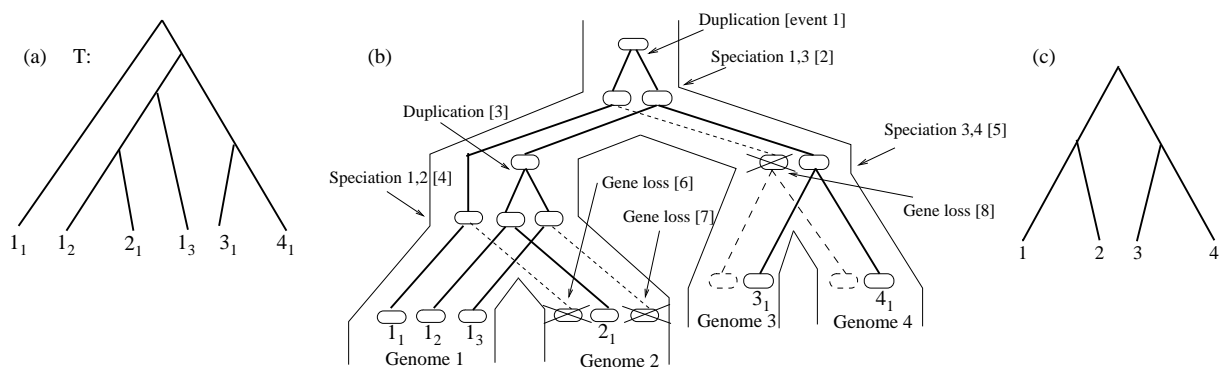 (a) T:
1₁ 1₂ 2₁ 1₃ 3₁ 4₁
(b)
Duplication [event 1]
Speciation 1,3 [2]
Duplication [3]
Speciation 3,4 [5]
Speciation 1,2 [4]
Gene loss [6]
Gene loss [7]
Gene loss [8]
3₁ 4₁
Genome 3 Genome 4
1₁ 1₂ 1₃ 2₁
Genome 1 Genome 2
(c)
1 2 3 4